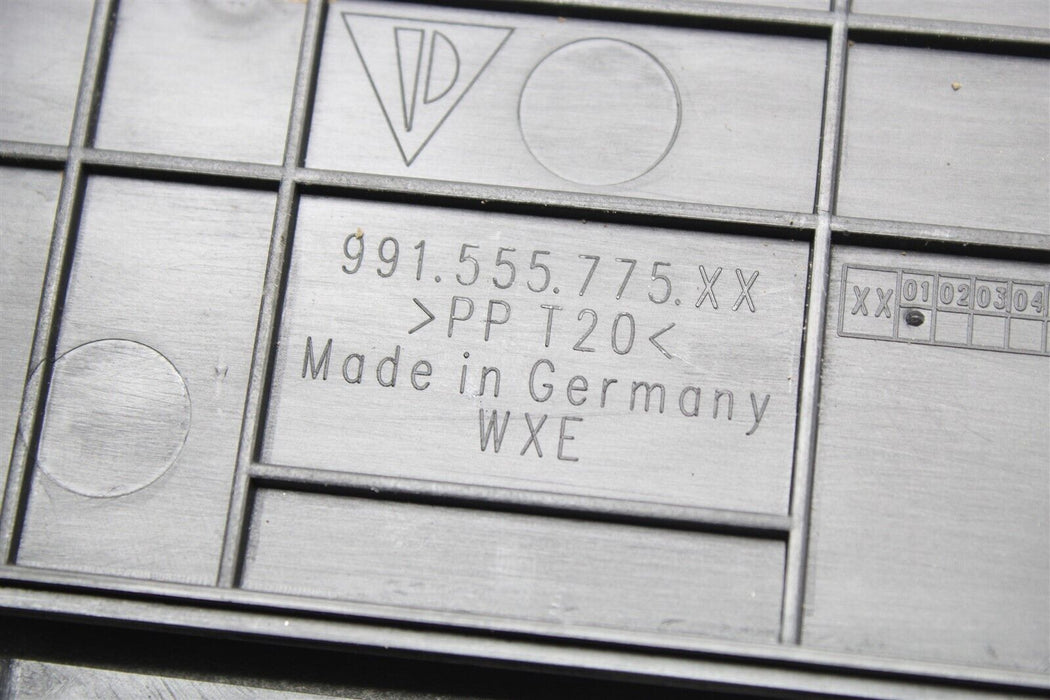 991.555.775.XX
>PP T20<
Made in Germany
WXE
XX 01 02 03 04